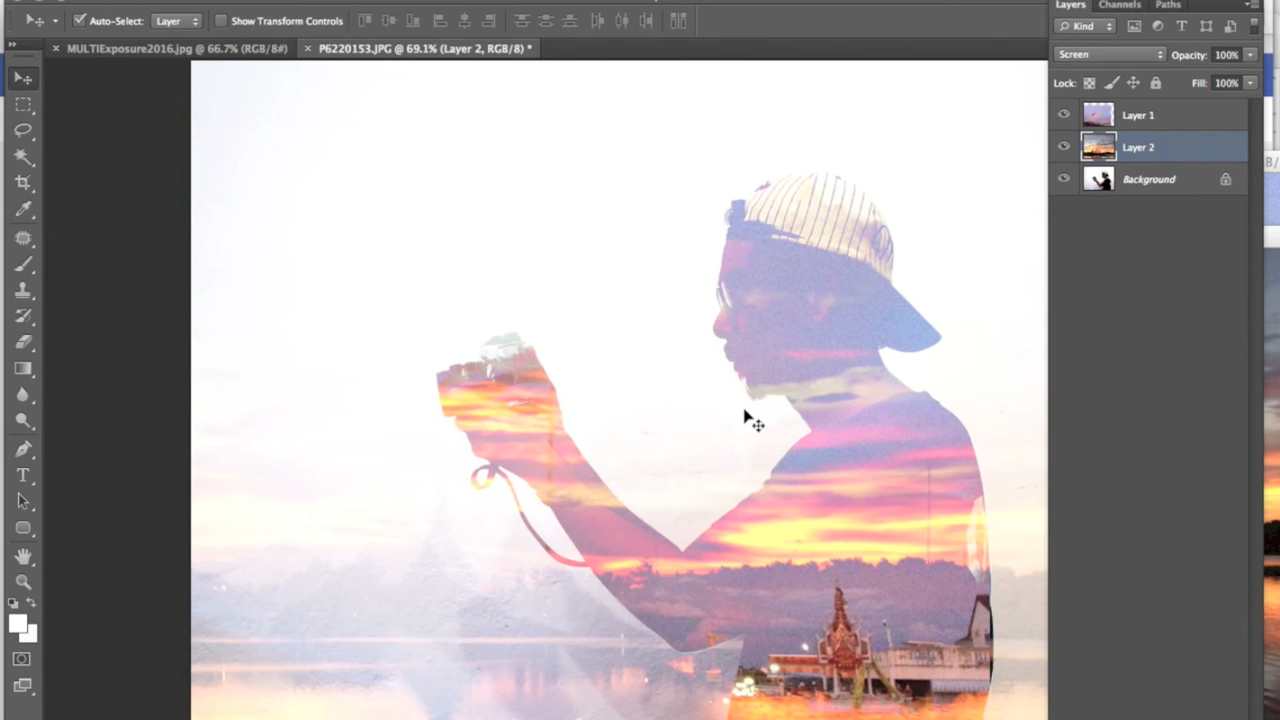 Auto-Select: Layer Show Transform Controls
MULTIExposure2016.jpg @ 66.7% (RGB/8#)
P6220153.JPG @ 69.1% (Layer 2, RGB/8) *
Layers Channels Paths
Kind
Screen Opacity: 100%
Lock: Fill: 100%
Layer 1
Layer 2
Background